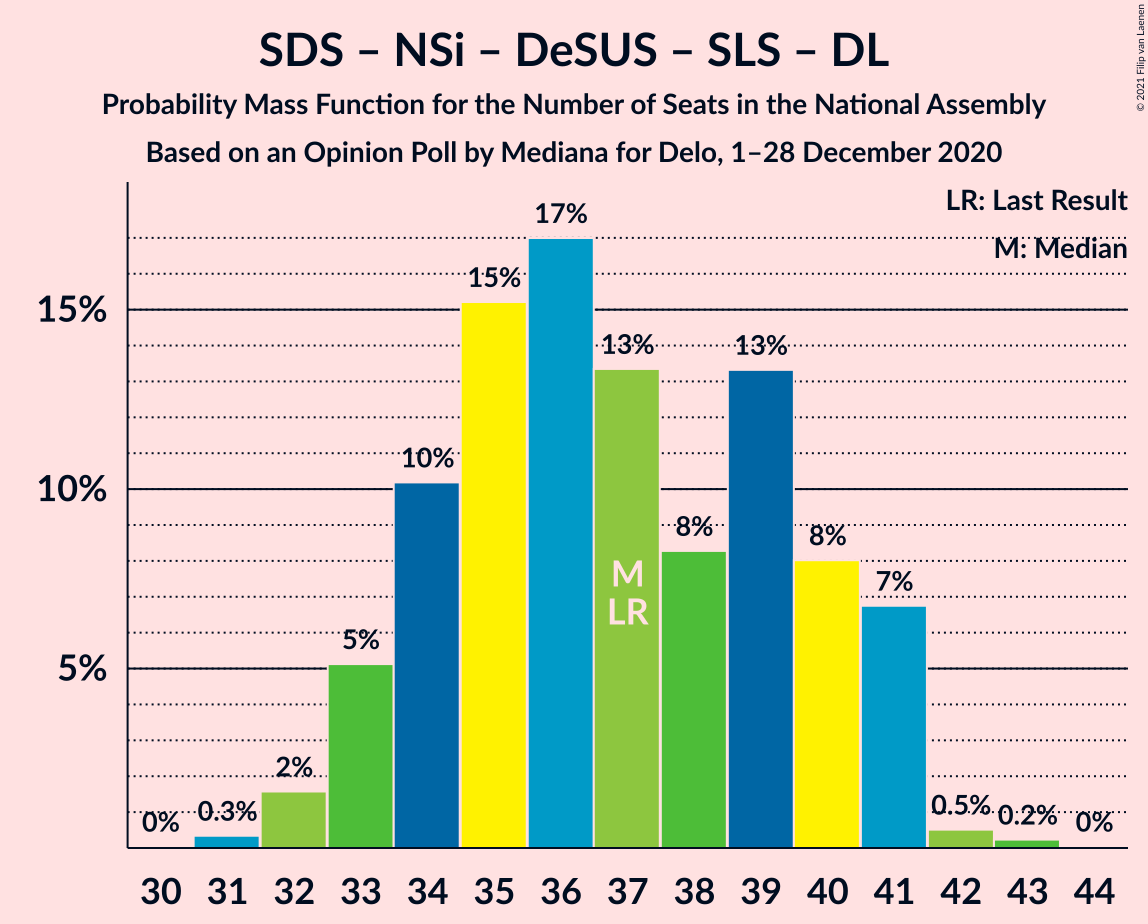 SDS – NSi – DeSUS – SLS – DL
Probability Mass Function for the Number of Seats in the National Assembly
Based on an Opinion Poll by Mediana for Delo, 1–28 December 2020
© 2021 Filip van Laenen
LR: Last Result
M: Median
17%
15%
15%
13%
13%
10%
10%
8%
8%
7%
M
LR
5%
5%
2%
0%
0.3%
0.5%
0.2%
0%
30 31 32 33 34 35 36 37 38 39 40 41 42 43 44